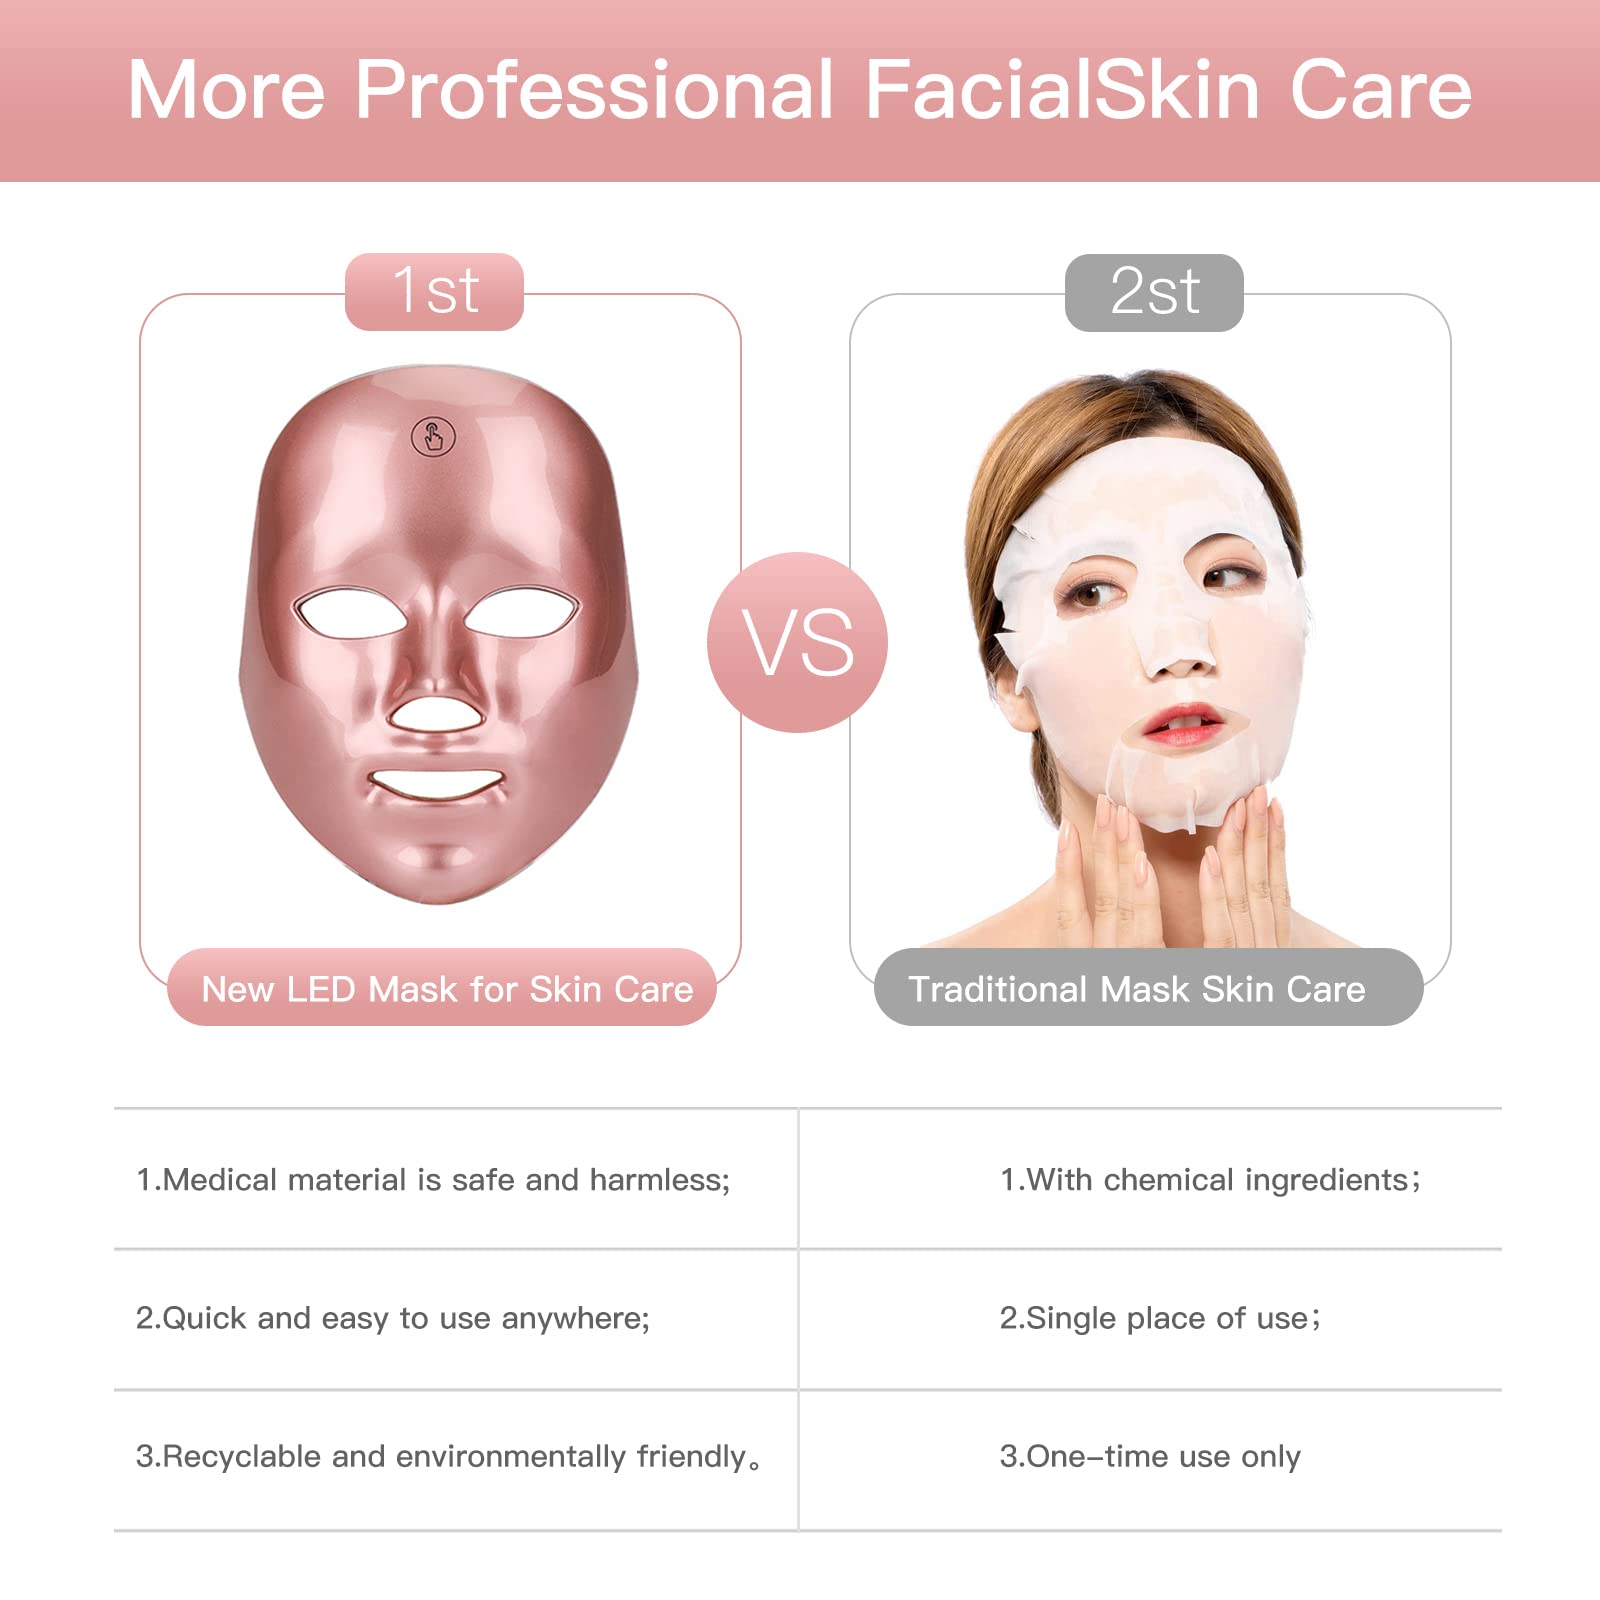 More Professional FacialSkin Care
1st
2st
VS
New LED Mask for Skin Care
Traditional Mask Skin Care
1.Medical material is safe and harmless;
1.With chemical ingredients；
2.Quick and easy to use anywhere;
2.Single place of use；
3.Recyclable and environmentally friendly。
3.One-time use only